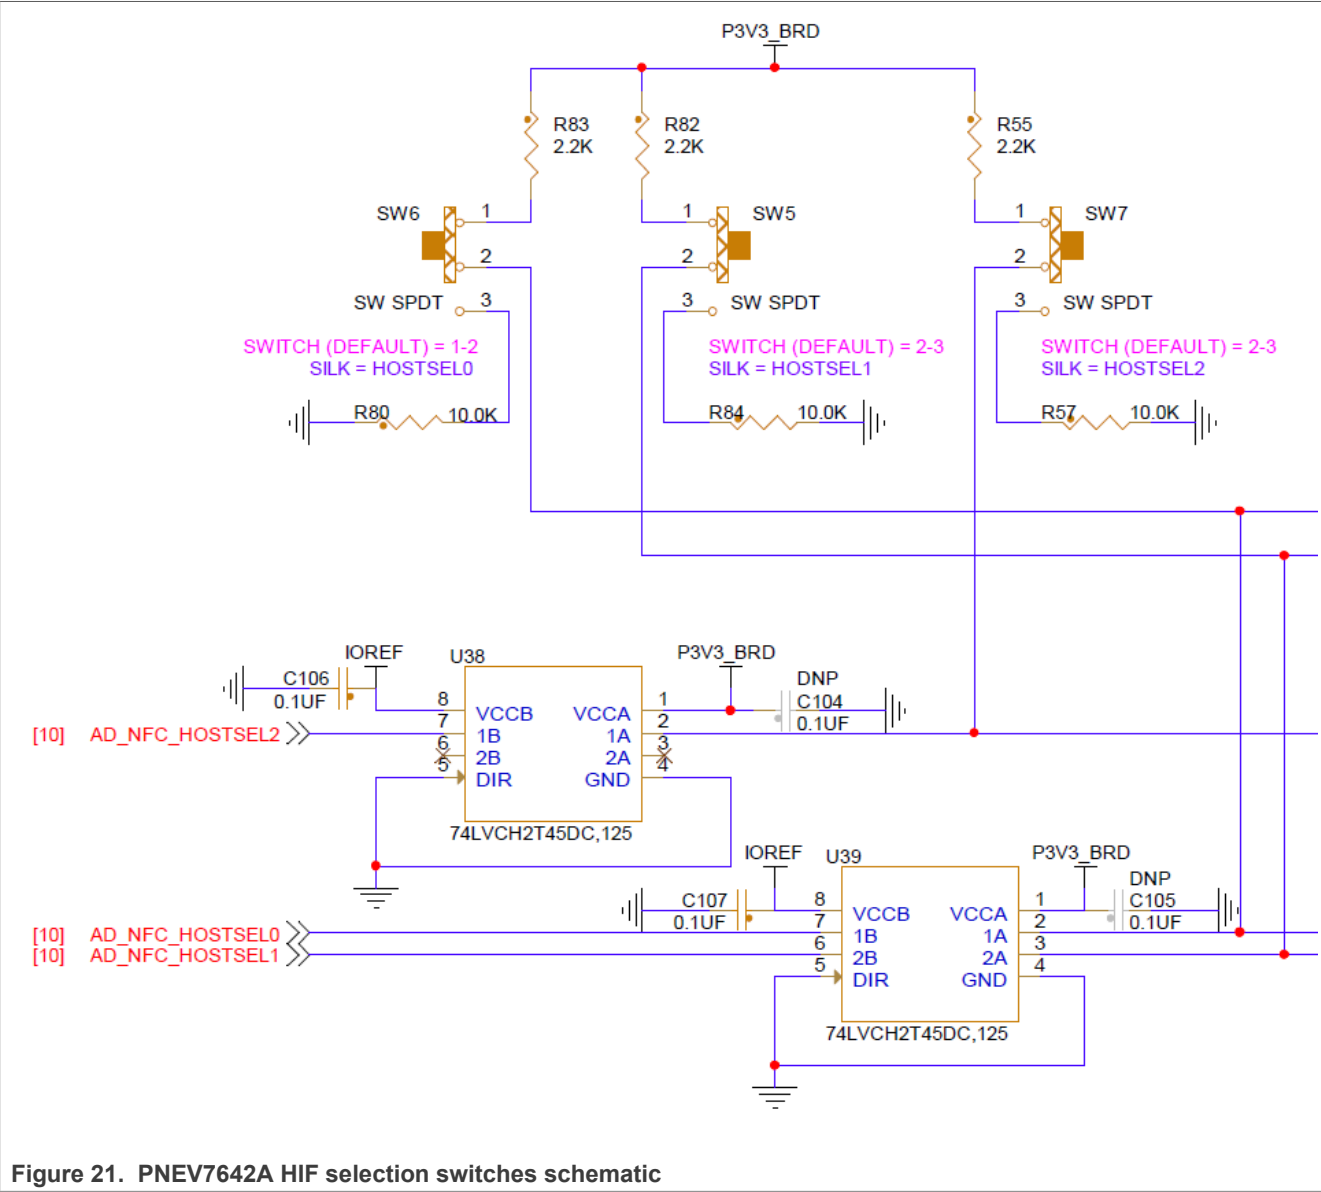 P3V3_BRD
R83
2.2K
R82
2.2K
R55
2.2K
SW6
1
2
3
SW SPDT
SWITCH (DEFAULT) = 1-2
SILK = HOSTSEL0
R80
10.0K
1
2
3
SW5
SW SPDT
SWITCH (DEFAULT) = 2-3
SILK = HOSTSEL1
R84
10.0K
1
2
3
SW7
SW SPDT
SWITCH (DEFAULT) = 2-3
SILK = HOSTSEL2
R57
10.0K
IOREF
C106
0.1UF
U38
P3V3_BRD
DNP
C104
0.1UF
8
7
6
5
VCCB
1B
2B
DIR
VCCA
1A
2A
GND
1
2
3
4
74LVCH2T45DC,125
[10] AD_NFC_HOSTSEL2
IOREF
C107
0.1UF
U39
P3V3_BRD
DNP
C105
0.1UF
8
7
6
5
VCCB
1B
2B
DIR
VCCA
1A
2A
GND
1
2
3
4
74LVCH2T45DC,125
[10] AD_NFC_HOSTSEL0
[10] AD_NFC_HOSTSEL1
Figure 21. PNEV7642A HIF selection switches schematic